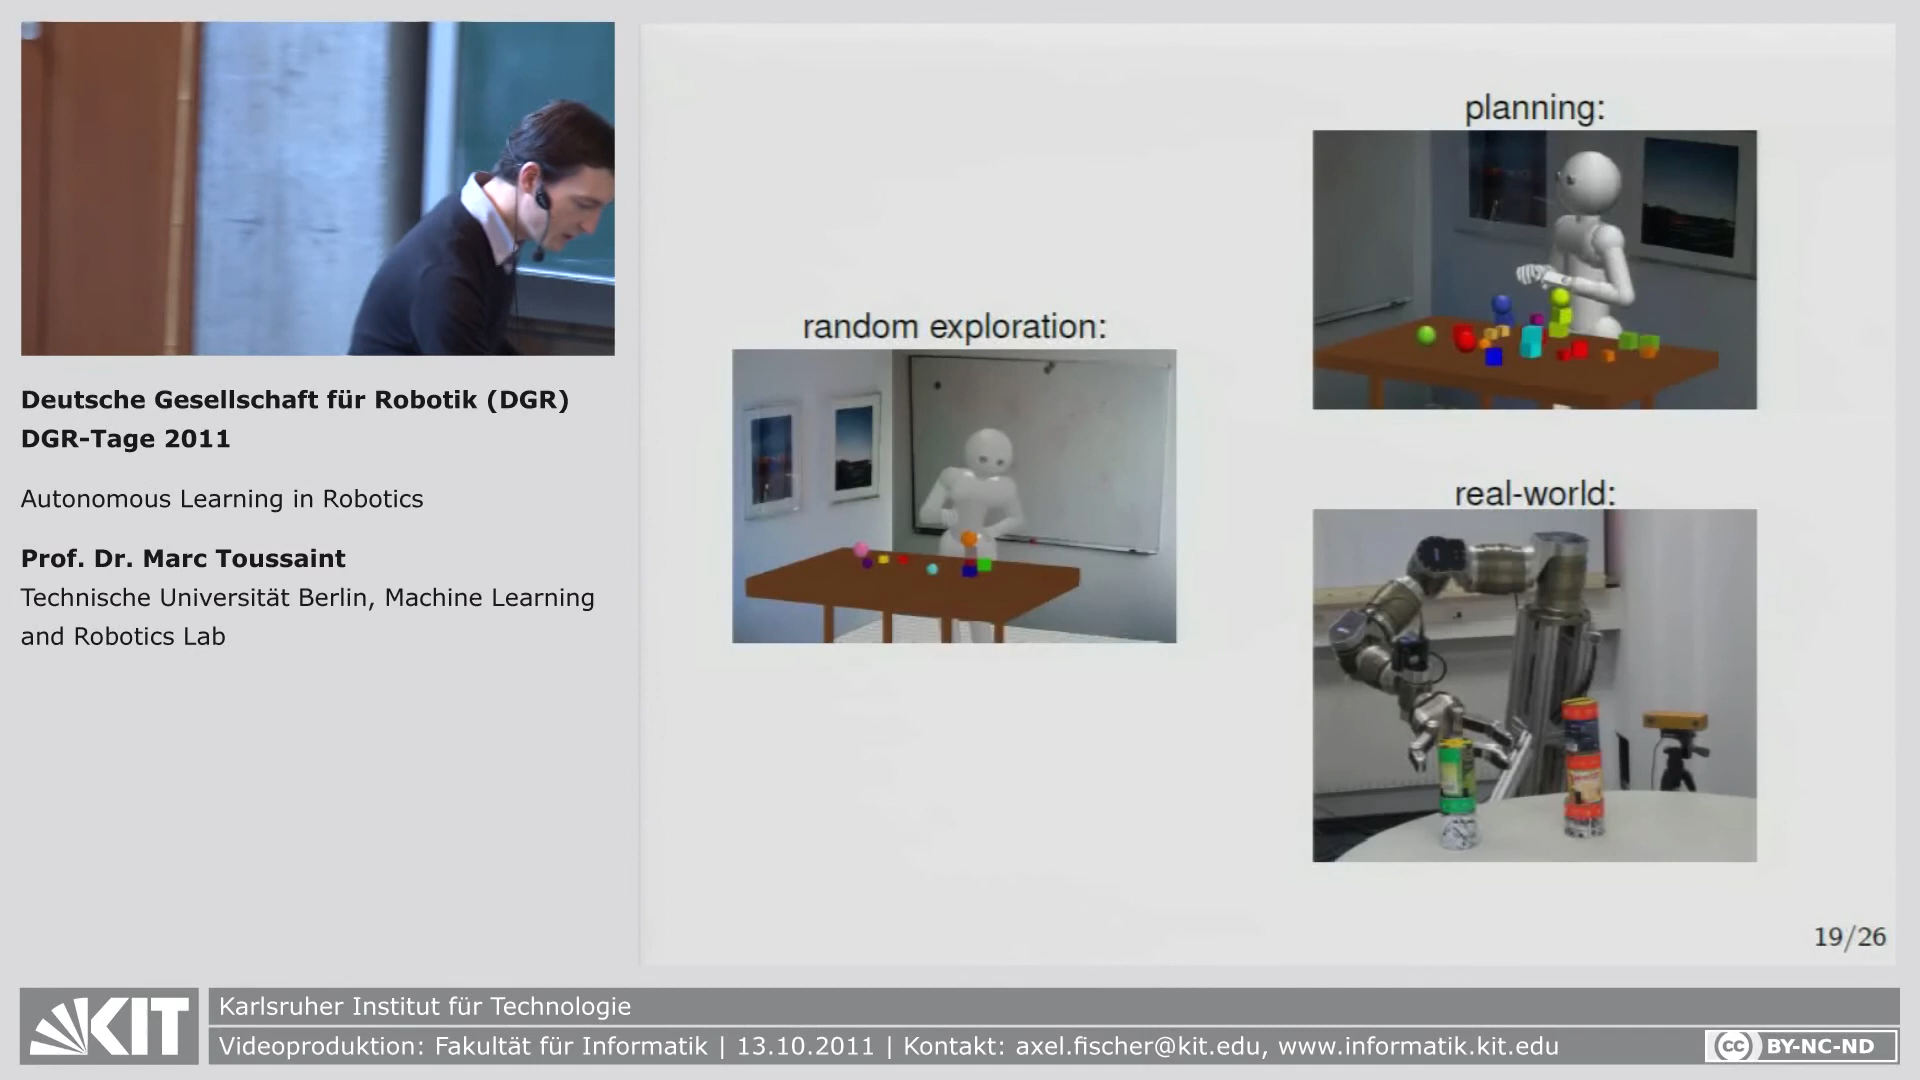 Deutsche Gesellschaft für Robotik (DGR)
DGR-Tage 2011
Autonomous Learning in Robotics
Prof. Dr. Marc Toussaint
Technische Universität Berlin, Machine Learning
and Robotics Lab
random exploration:
planning:
real-world:
19/26
KIT
Karlsruher Institut für Technologie
Videoproduktion: Fakultät für Informatik | 13.10.2011 | Kontakt: axel.fischer@kit.edu, www.informatik.kit.edu
cc BY-NC-ND